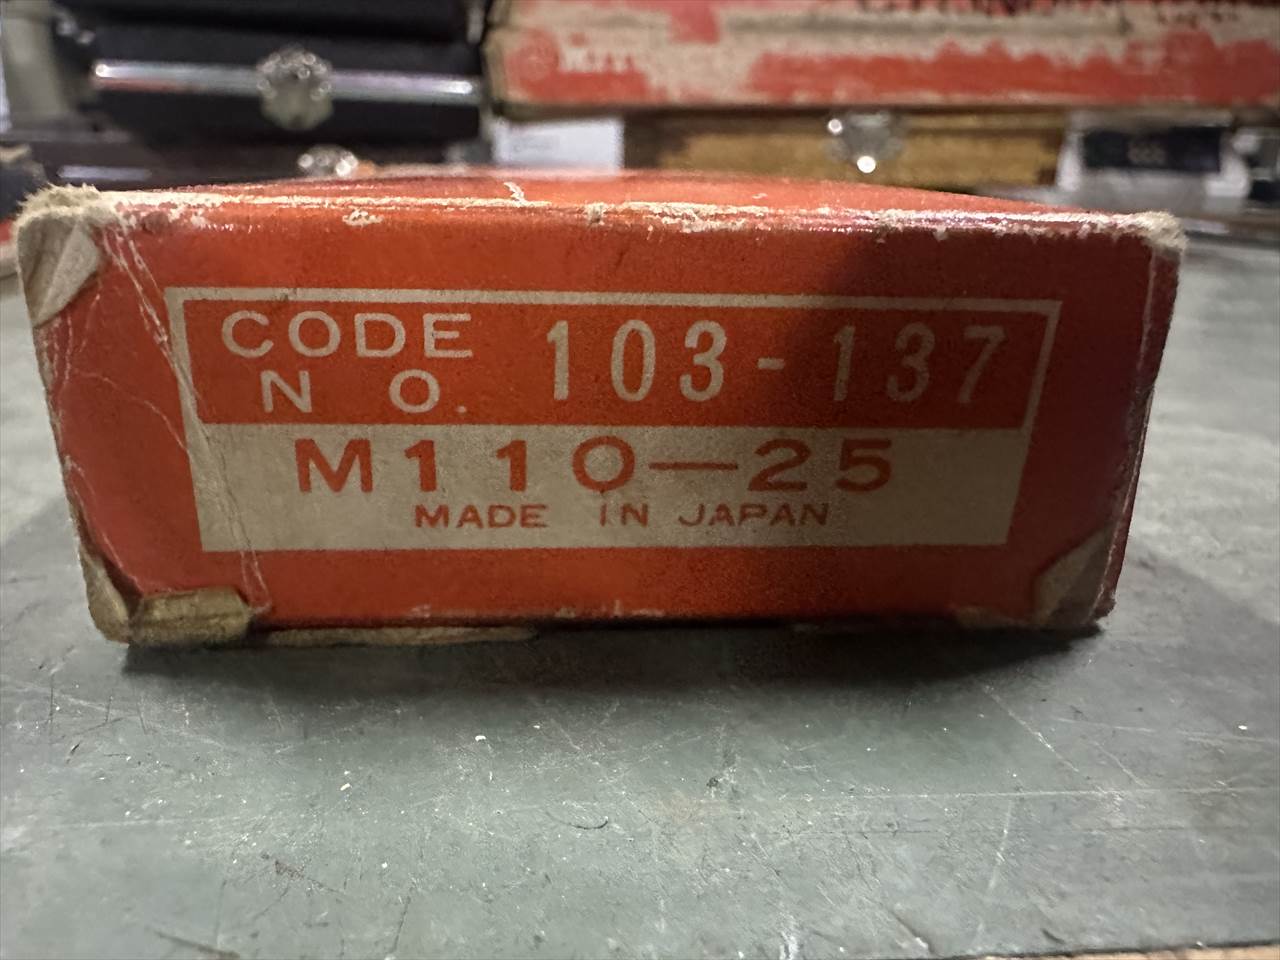 CODE NO. 103-137
M110-25
MADE IN JAPAN